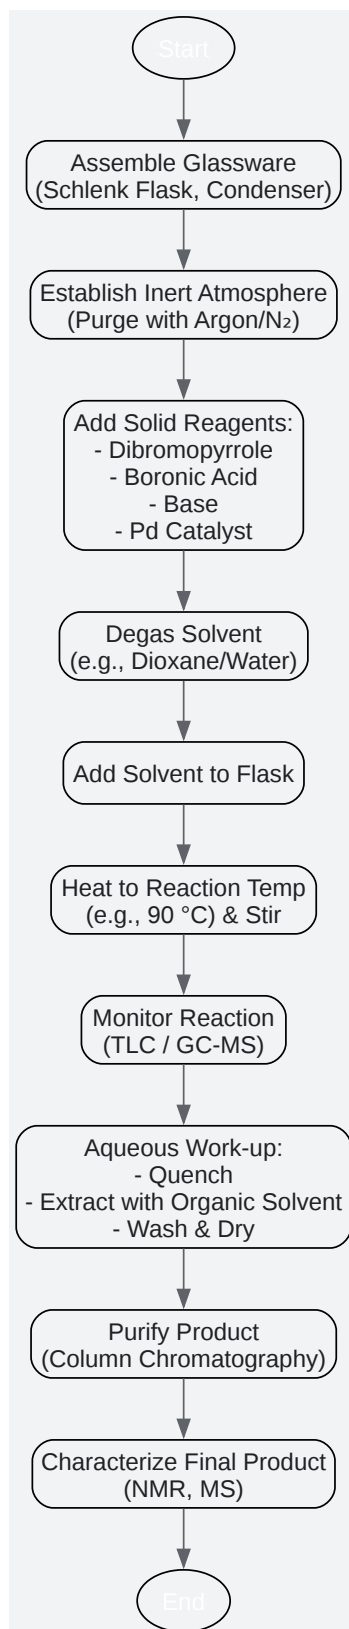 Start
Assemble Glassware
(Schlenk Flask, Condenser)
Establish Inert Atmosphere
(Purge with Argon/N₂)
Add Solid Reagents:
- Dibromopyrrole
- Boronic Acid
- Base
- Pd Catalyst
Degas Solvent
(e.g., Dioxane/Water)
Add Solvent to Flask
Heat to Reaction Temp
(e.g., 90 °C) & Stir
Monitor Reaction
(TLC / GC-MS)
Aqueous Work-up:
- Quench
- Extract with Organic Solvent
- Wash & Dry
Purify Product
(Column Chromatography)
Characterize Final Product
(NMR, MS)
End